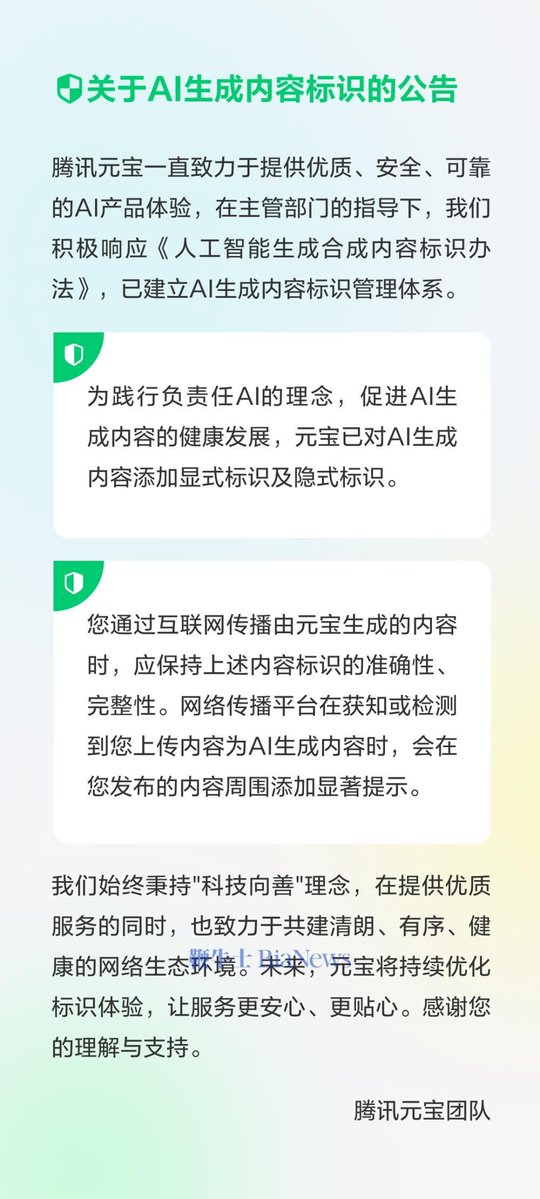 关于AI生成内容标识的公告
腾讯元宝一直致力于提供优质、安全、可靠
的AI产品体验，在主管部门的指导下，我们
积极响应《人工智能生成合成内容标识办
法》，已建立AI生成内容标识管理体系。
为践行负责任AI的理念，促进AI生
成内容的健康发展，元宝已对AI生成
内容添加显式标识及隐式标识。
您通过互联网传播由元宝生成的内容
时，应保持上述内容标识的准确性、
完整性。网络传播平台在获知或检测
到您上传内容为AI生成内容时，会在
您发布的内容周围添加显著提示。
我们始终秉持"科技向善"理念，在提供优质
服务的同时，也致力于共建清朗、有序、健
康的网络生态环境。未来，元宝将持续优化
标识体验，让服务更安心、更贴心。感谢您
的理解与支持。
腾讯元宝团队